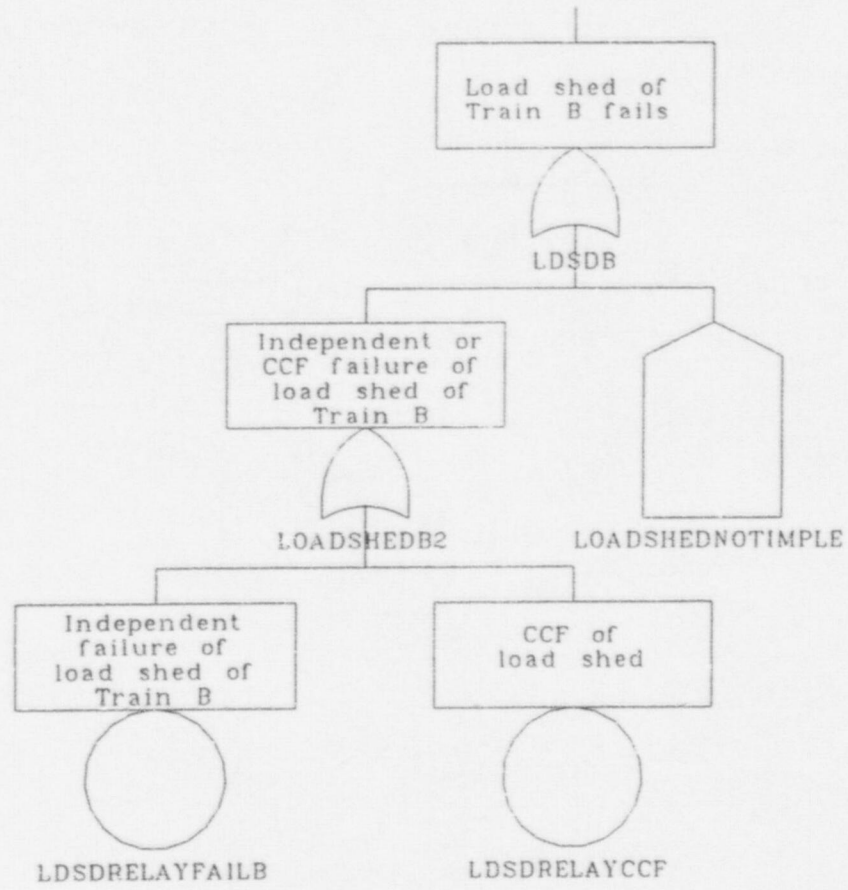 Load shed of
Train B fails
LDSDB
Independent or
CCF failure of
load shed of
Train B
LOADSHEDB2
LOADSHEDNOTIMPLE
Independent
failure of
load shed of
Train B
CCF of
load shed
LDSDRELAYFAILB
LDSDRELAYCCF